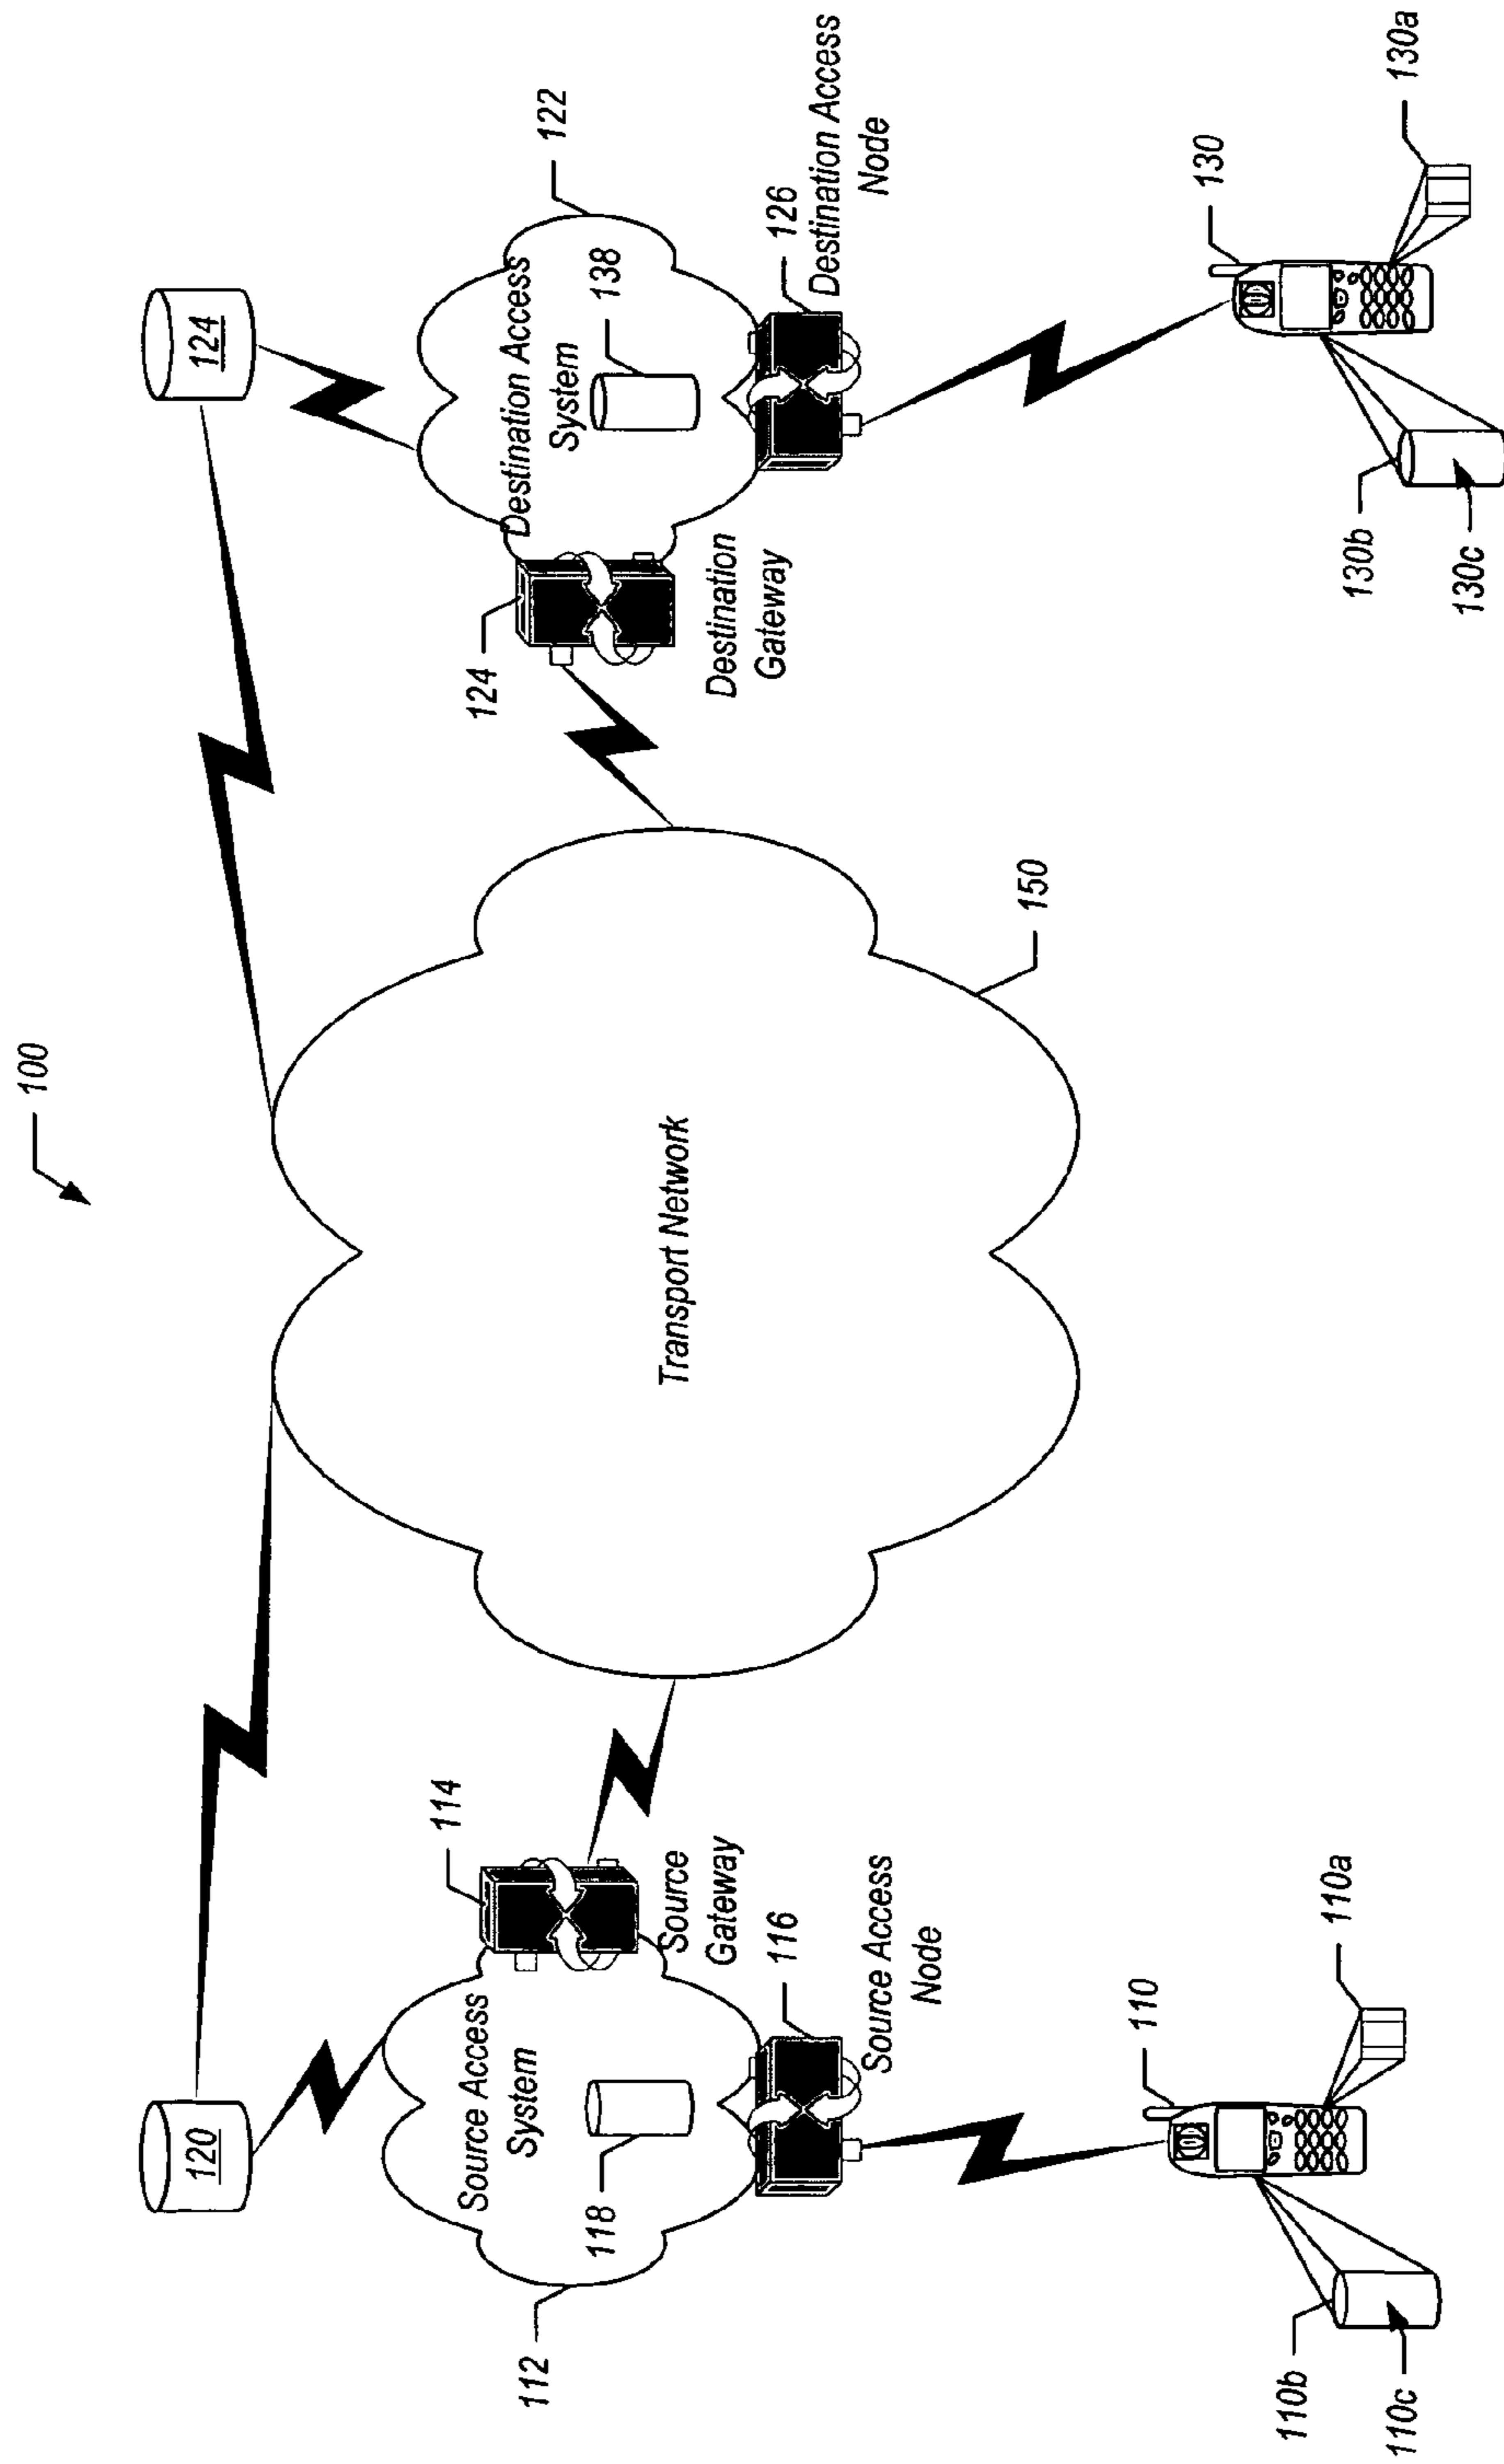 100
120
124
Source Access
System
118
112
114
Source
Gateway
116
Source Access
Node
Transport Network
150
124
Destination
Gateway
Destination Access
System
138
122
126
Destination Access
Node
110
110a
110b
110c
130
130a
130b
130c